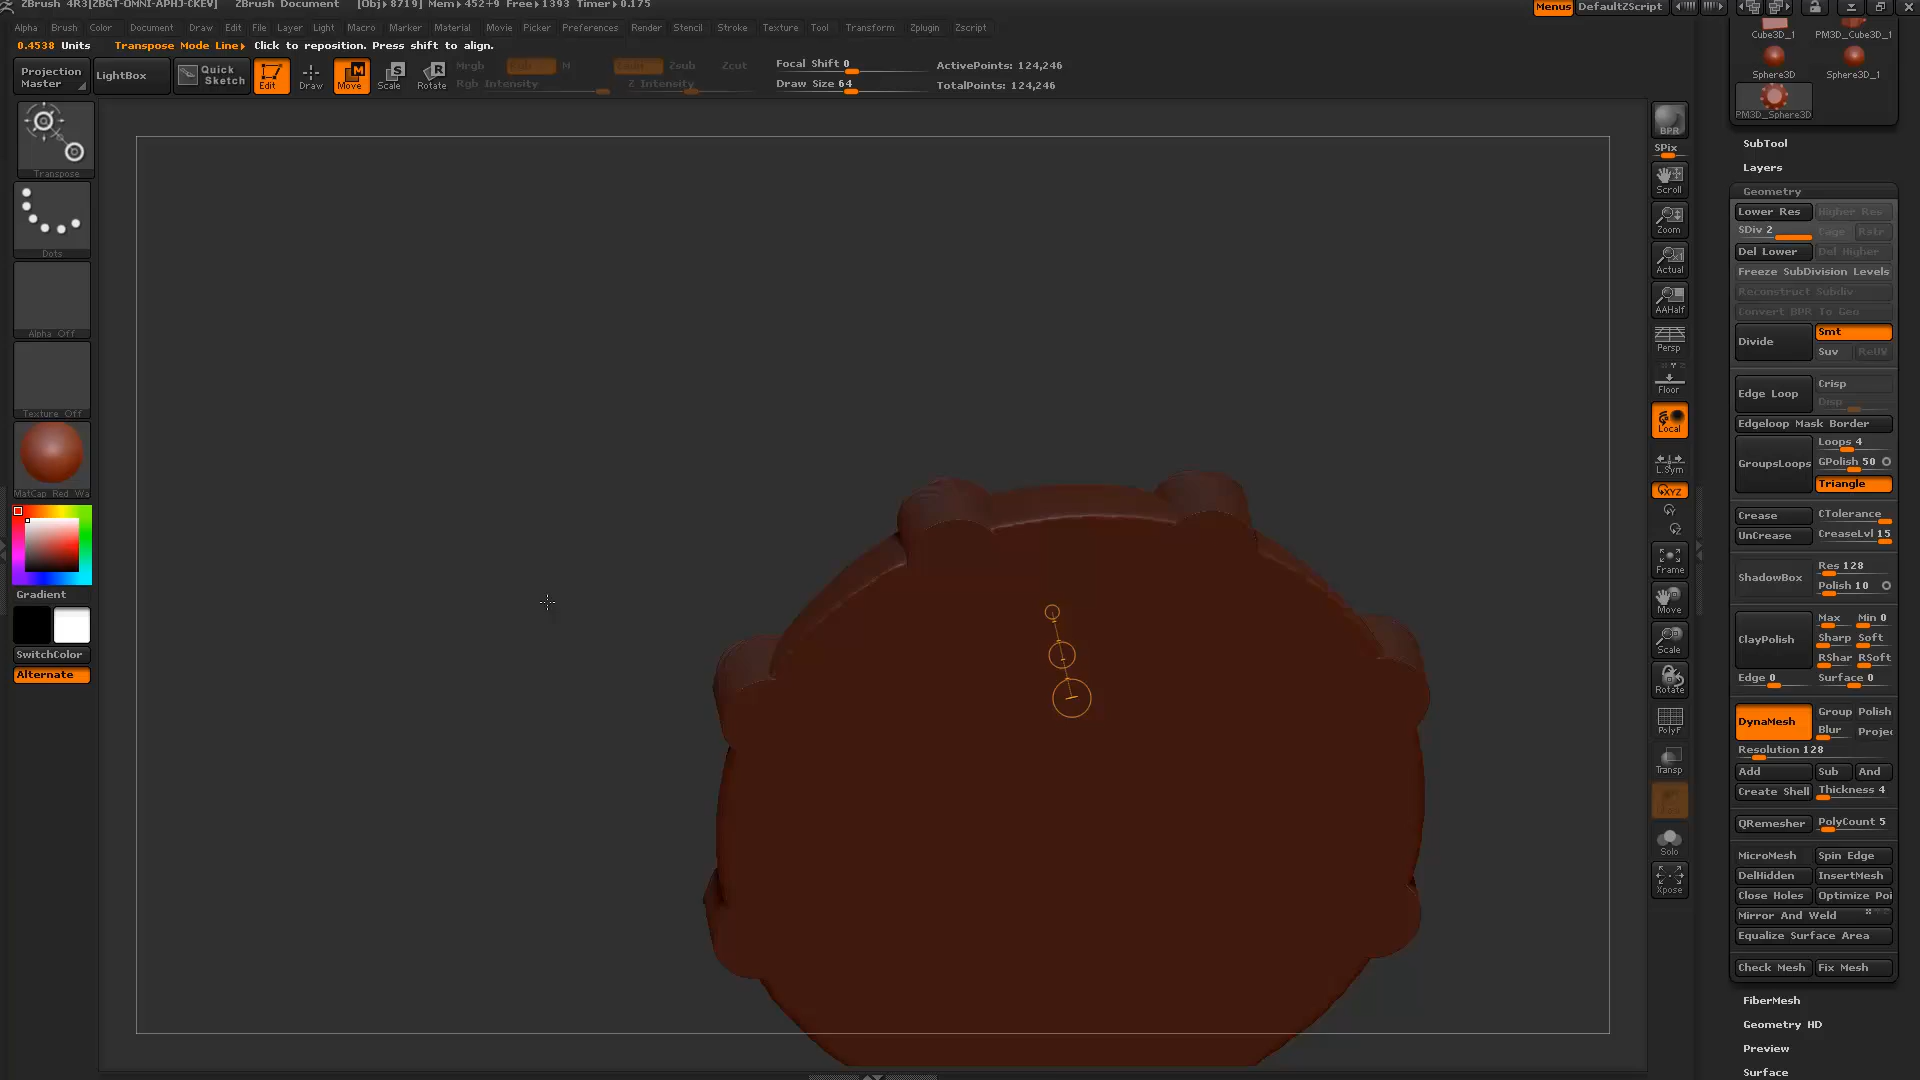 ZBrush 4R3[ZBGT-OMNI-APHJ-CKEV] ZBrush Document [Obj▸8719] Mem▸452+9 Free▸1393 Timer▸0.175 Menus DefaultZScript
Alpha Brush Color Document Draw Edit File Layer Light Macro Marker Material Movie Picker Preferences Render Stencil Stroke Texture Tool Transform Zplugin Zscript
0.4538 Units Transpose Mode Line▸ Click to reposition. Press shift to align.
Projection Master
LightBox
Quick Sketch
Edit
Draw
Move
Scale
Rotate
Mrgb
M
Zsub
Zcut
Rgb Intensity
Z Intensity
Focal Shift 0
Draw Size 64
ActivePoints: 124,246
TotalPoints: 124,246
Transpose
Dots
Alpha Off
Texture Off
MatCap Red Wa
Gradient
SwitchColor
Alternate
BPR
SPix
Scroll
Zoom
Actual
AAHalf
Persp
Floor
Local
L.Sym
XYZ
Frame
Move
Scale
Rotate
PolyF
Transp
Solo
Xpose
Cube3D_1 PM3D_Cube3D_1
Sphere3D Sphere3D_1
PM3D_Sphere3D
SubTool
Layers
Geometry
Lower Res Higher Res
SDiv 2 Cage Rstr
Del Lower Del Higher
Freeze SubDivision Levels
Reconstruct Subdiv
Convert BPR To Geo
Divide Smt
Suv ReUV
Edge Loop Crisp
Disp
Edgeloop Mask Border
GroupsLoops Loops 4
GPolish 50
Triangle
Crease CTolerance
UnCrease CreaseLvl 15
ShadowBox Res 128
Polish 10
ClayPolish Max Min 0
Sharp Soft
RShar RSoft
Edge 0 Surface 0
DynaMesh Group Polish
Blur Projec
Resolution 128
Add Sub And
Create Shell Thickness 4
QRemesher PolyCount 5
MicroMesh Spin Edge
DelHidden InsertMesh
Close Holes Optimize Poi
Mirror And Weld
Equalize Surface Area
Check Mesh Fix Mesh
FiberMesh
Geometry HD
Preview
Surface